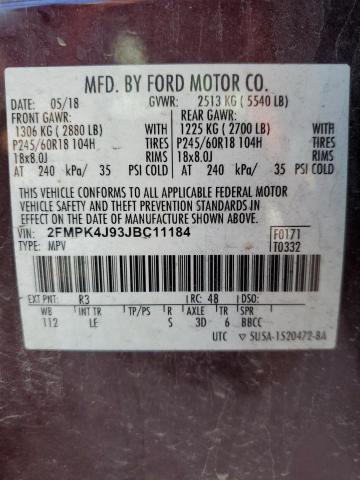 MFD. BY FORD MOTOR CO.
DATE: 05/18 GVWR: 2513 KG (5540 LB)
FRONT GAWR: REAR GAWR:
1306 KG (2880 LB) WITH 1225 KG (2700 LB) WITH
P245/60R18 104H TIRES P245/60R18 104H TIRES
18x8.0J RIMS 18x8.0J RIMS
AT 240 kPa/ 35 PSI COLD AT 240 kPa/ 35 PSI COLD
THIS VEHICLE CONFORMS TO ALL APPLICABLE FEDERAL MOTOR
VEHICLE SAFETY AND THEFT PREVENTION STANDARDS IN EFFECT
ON THE DATE OF MANUFACTURE SHOWN ABOVE.
VIN: 2FMPK4J93JBC11184 F0171
TYPE: MPV T0332
EXT PNT: R3 RC: 48
WB INT TR TP/PS R AXLE TR SPR
112 LE S 3D 6 BBCC
UTC ▽ 5USA-1520472-BA